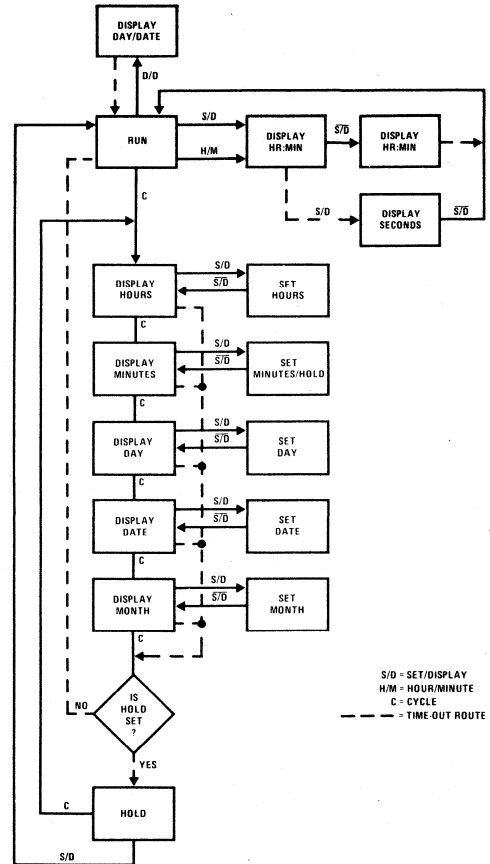 DISPLAY
DAY/DATE
D/D
RUN
S/D
H/M
DISPLAY
HR:MIN
S/D
DISPLAY
HR:MIN
S/D
DISPLAY
SECONDS
S/D
C
DISPLAY
HOURS
S/D
S/D
SET
HOURS
C
DISPLAY
MINUTES
S/D
S/D
SET
MINUTES/HOLD
C
DISPLAY
DAY
S/D
S/D
SET
DAY
C
DISPLAY
DATE
S/D
S/D
SET
DATE
C
DISPLAY
MONTH
S/D
S/D
SET
MONTH
C
NO
IS
HOLD
SET
?
YES
C
HOLD
S/D
S/D = SET/DISPLAY
H/M = HOUR/MINUTE
C = CYCLE
= TIME-OUT ROUTE